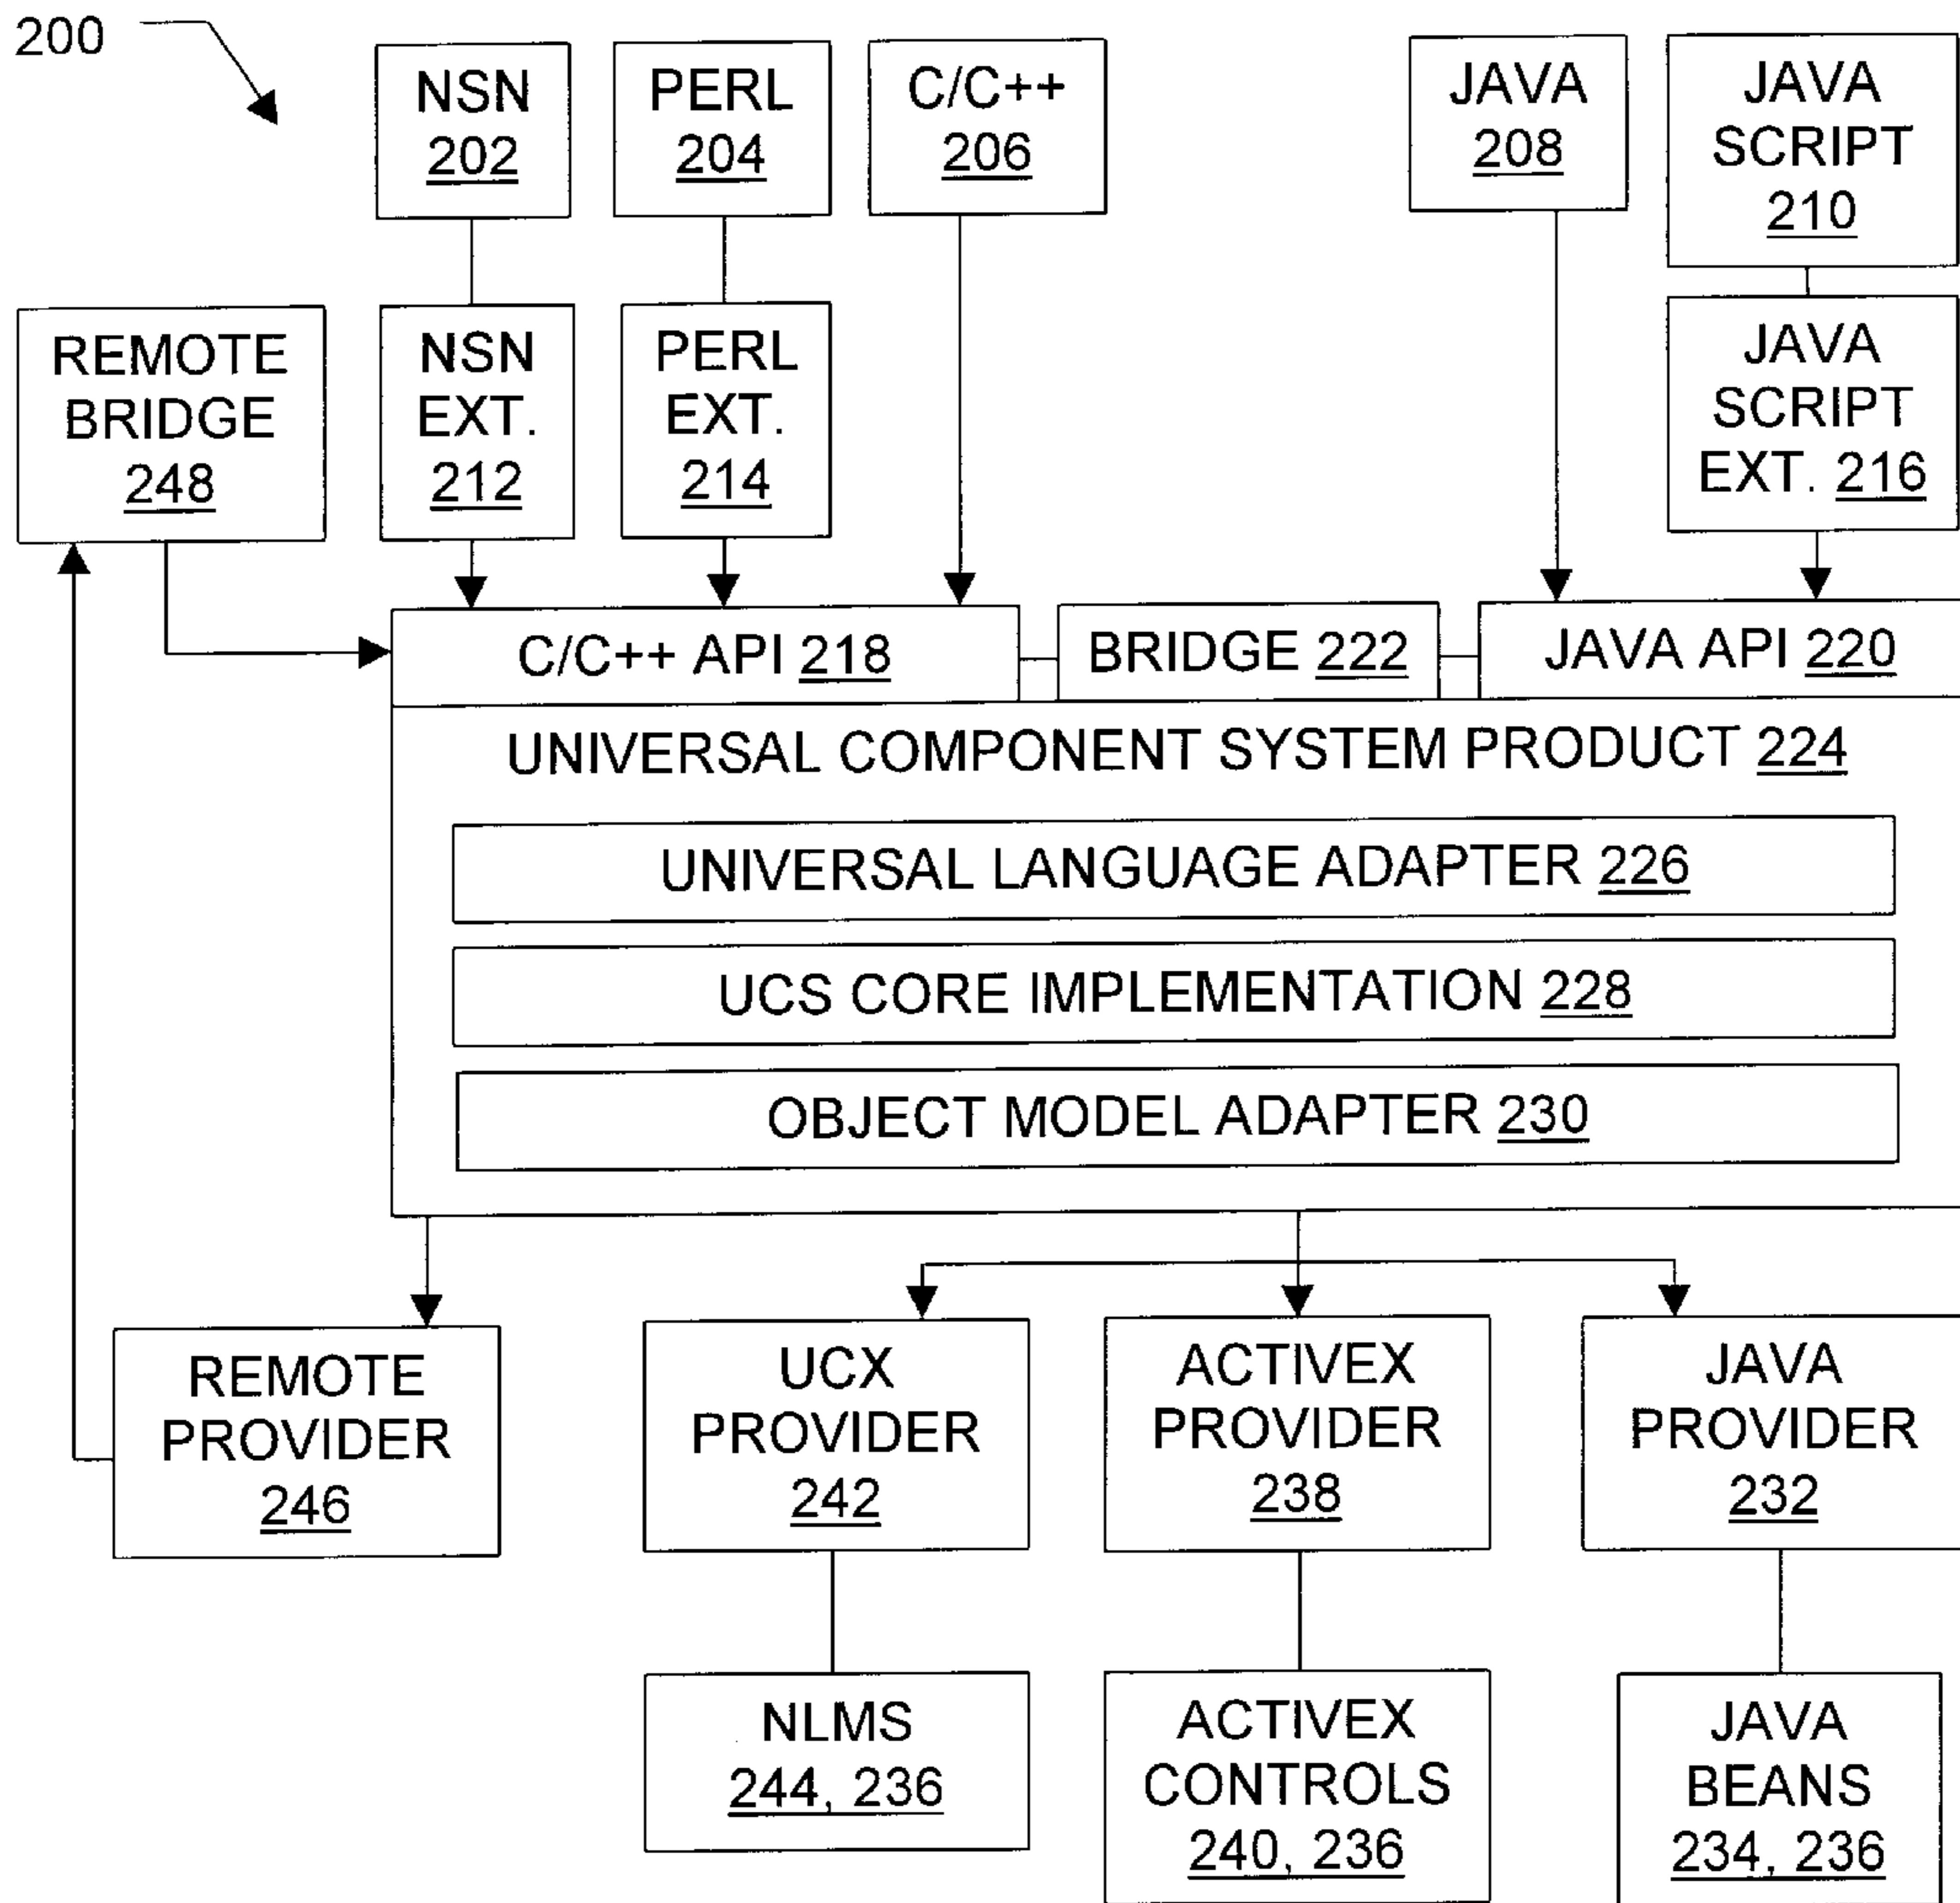 200
NSN
202
PERL
204
C/C++
206
JAVA
208
JAVA
SCRIPT
210
REMOTE
BRIDGE
248
NSN
EXT.
212
PERL
EXT.
214
JAVA
SCRIPT
EXT. 216
C/C++ API 218
BRIDGE 222
JAVA API 220
UNIVERSAL COMPONENT SYSTEM PRODUCT 224
UNIVERSAL LANGUAGE ADAPTER 226
UCS CORE IMPLEMENTATION 228
OBJECT MODEL ADAPTER 230
REMOTE
PROVIDER
246
UCX
PROVIDER
242
ACTIVEX
PROVIDER
238
JAVA
PROVIDER
232
NLMS
244, 236
ACTIVEX
CONTROLS
240, 236
JAVA
BEANS
234, 236